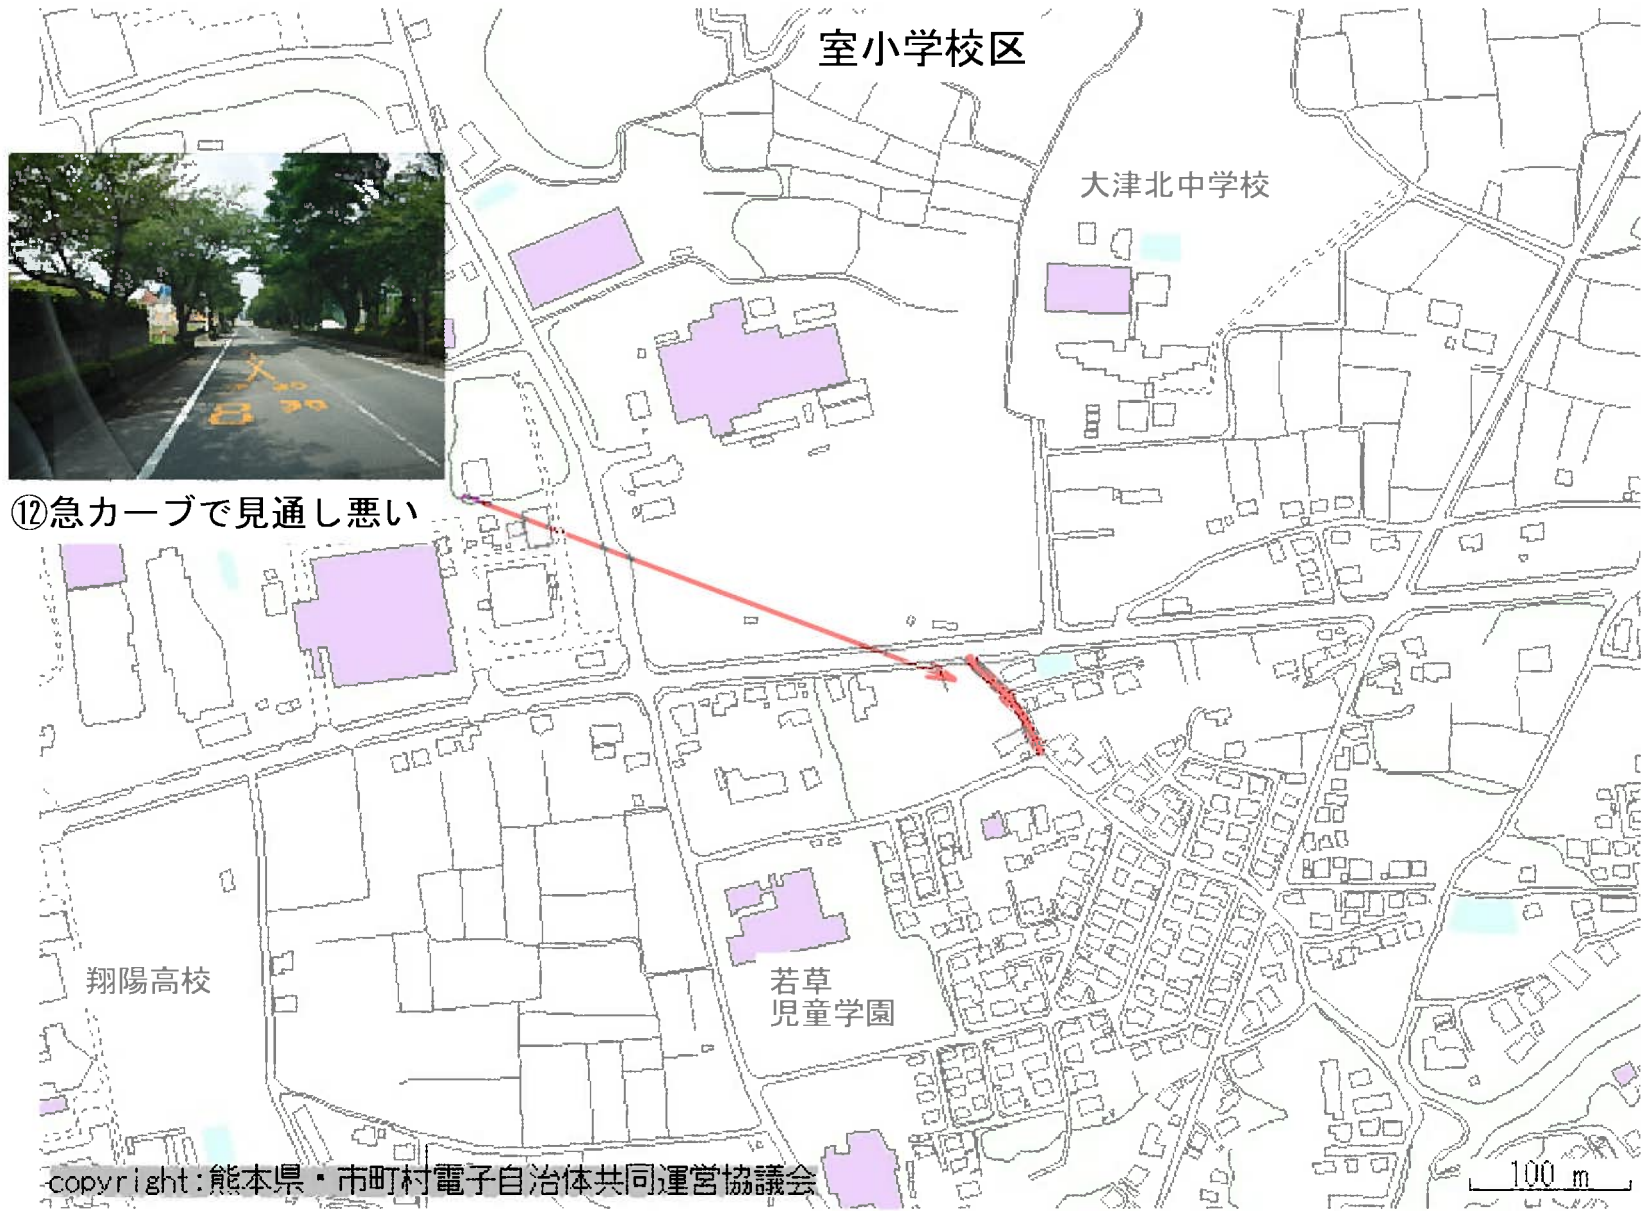 室小学校区
大津北中学校
⑫急カーブで見通し悪い
翔陽高校
若草
児童学園
copyright:熊本県・市町村電子自治体共同運営協議会
100 m